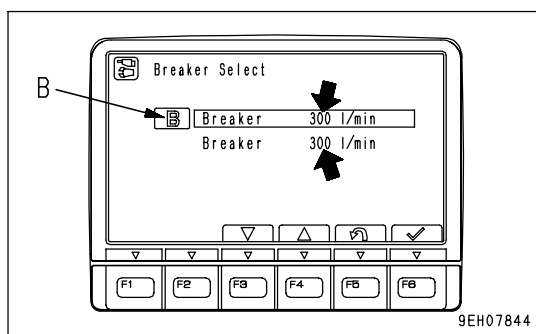 Breaker Select
B
B Breaker 300 l/min
Breaker 300 l/min
F1 F2 F3 F4 F5 F6
9EH07844